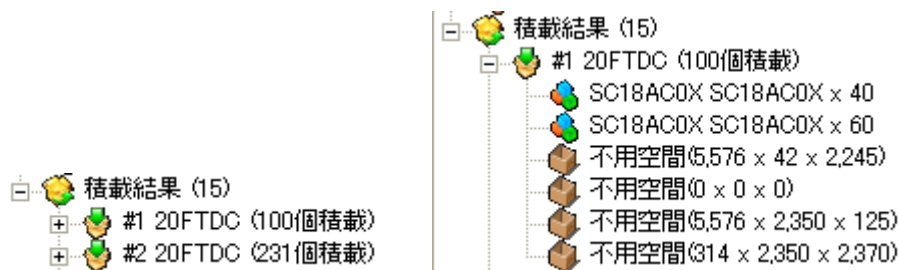 積載結果 (15)
#1 20FTDC (100個積載)
#2 20FTDC (231個積載)
積載結果 (15)
#1 20FTDC (100個積載)
SC18AC0X SC18AC0X x 40
SC18AC0X SC18AC0X x 60
不用空間(5,576 x 42 x 2,245)
不用空間(0 x 0 x 0)
不用空間(5,576 x 2,350 x 125)
不用空間(314 x 2,350 x 2,370)